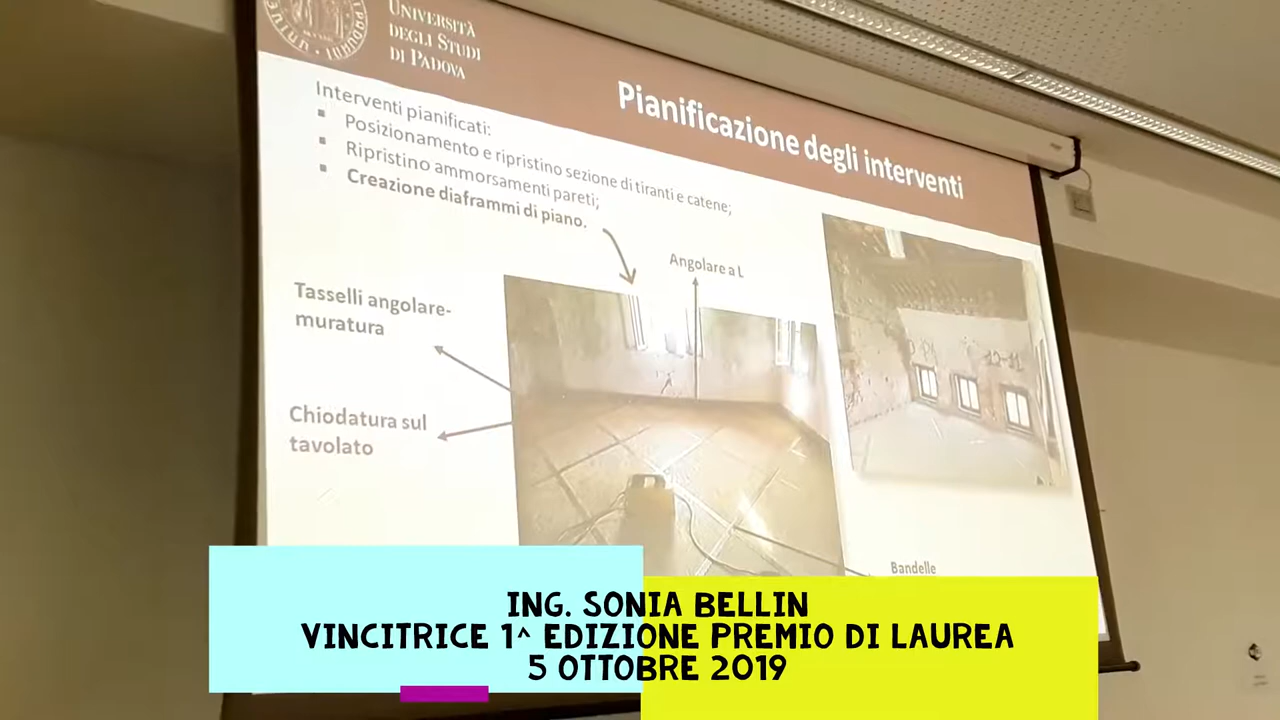 UNIVERSITÀ
DEGLI STUDI
DI PADOVA
Pianificazione degli interventi
Interventi pianificati:
▪ Posizionamento e ripristino sezione di tiranti e catene;
▪ Ripristino ammorsamenti pareti;
▪ Creazione diaframmi di piano.
Angolare a L
Tasselli angolare-
muratura
Chiodatura sul
tavolato
Bandelle
ING. SONIA BELLIN
VINCITRICE 1^ EDIZIONE PREMIO DI LAUREA
5 OTTOBRE 2019